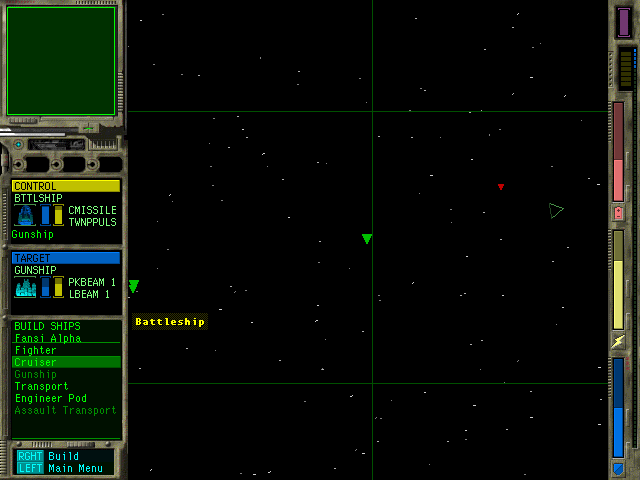 CONTROL
BTTLSHIP
CMISSILE
TWNPPULS
Gunship
TARGET
GUNSHIP
PKBEAM 1
LBEAM 1
Battleship
BUILD SHIPS
Fansi Alpha
Fighter
Cruiser
Gunship
Transport
Engineer Pod
Assault Transport
RGHT Build
LEFT Main Menu